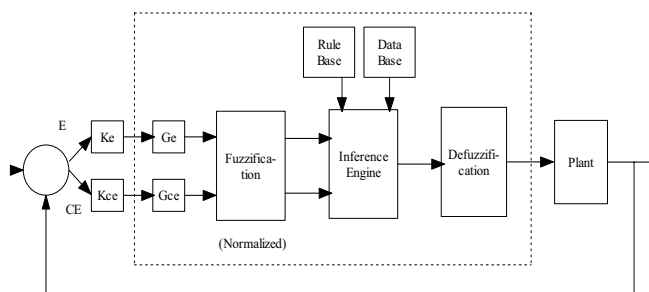 Rule
Base
Data
Base
E
Ke
Ge
Fuzzifica-
tion
Inference
Engine
Defuzzifi-
cation
Plant
Kce
Gce
CE
(Normalized)